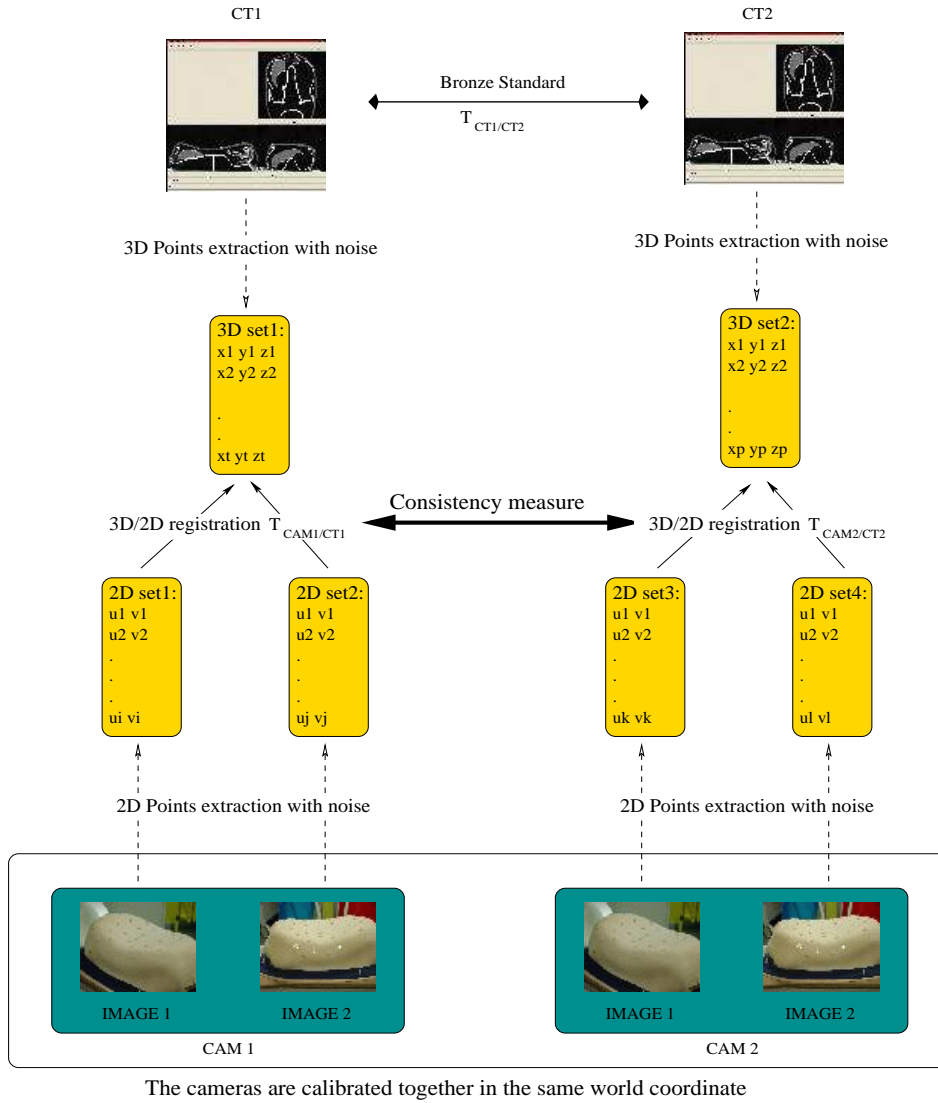 CT1
CT2
Bronze Standard
T CT1/CT2
3D Points extraction with noise
3D Points extraction with noise
3D set1:
x1 y1 z1
x2 y2 z2
.
.
xt yt zt
3D set2:
x1 y1 z1
x2 y2 z2
.
.
xp yp zp
Consistency measure
3D/2D registration T CAM1/CT1
3D/2D registration T CAM2/CT2
2D set1:
u1 v1
u2 v2
.
.
.
ui vi
2D set2:
u1 v1
u2 v2
.
.
.
uj vj
2D set3:
u1 v1
u2 v2
.
.
.
uk vk
2D set4:
u1 v1
u2 v2
.
.
.
ul vl
2D Points extraction with noise
2D Points extraction with noise
IMAGE 1
IMAGE 2
IMAGE 1
IMAGE 2
CAM 1
CAM 2
The cameras are calibrated together in the same world coordinate